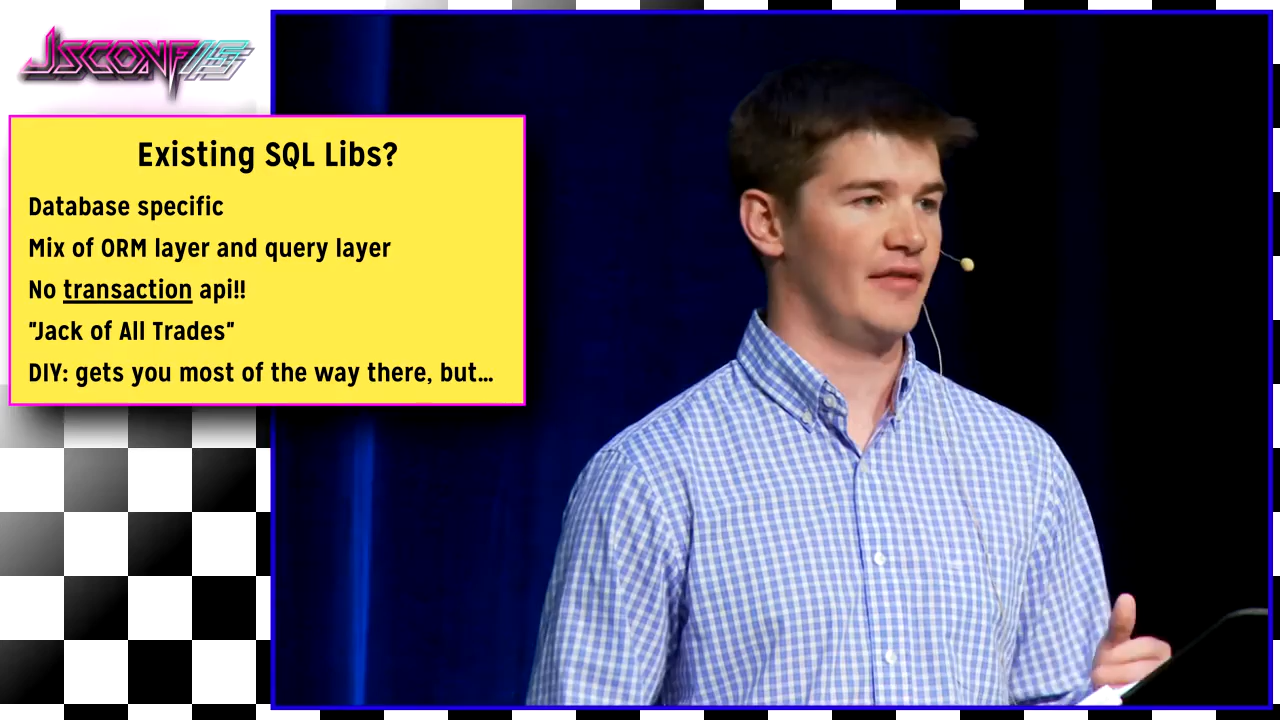 JSCONF15
Existing SQL Libs?
Database specific
Mix of ORM layer and query layer
No transaction api!!
"Jack of All Trades"
DIY: gets you most of the way there, but...